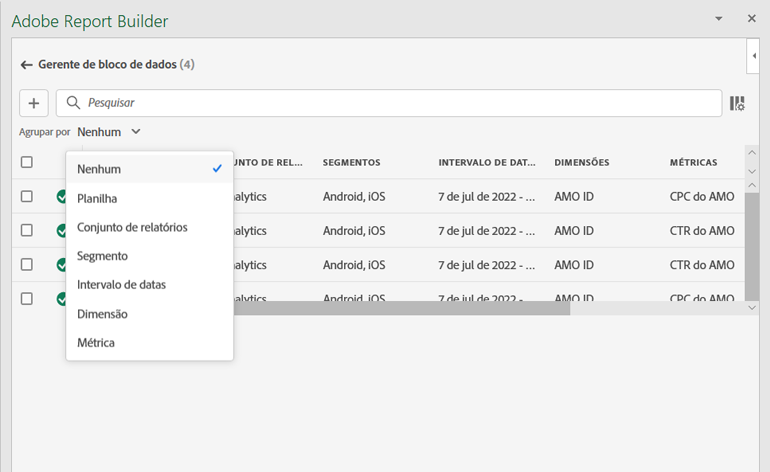 Adobe Report Builder
Gerente de bloco de dados (4)
Pesquisar
Agrupar por Nenhum
UNTO DE REL... SEGMENTOS INTERVALO DE DAT... DIMENSÕES MÉTRICAS
nalytics Android, iOS 7 de jul de 2022 - ... AMO ID CPC do AMO
nalytics Android, iOS 7 de jul de 2022 - ... AMO ID CTR do AMO
nalytics Android, iOS 7 de jul de 2022 - ... AMO ID CTR do AMO
nalytics Android, iOS 7 de jul de 2022 - ... AMO ID CPC do AMO
Nenhum
Planilha
Conjunto de relatórios
Segmento
Intervalo de datas
Dimensão
Métrica